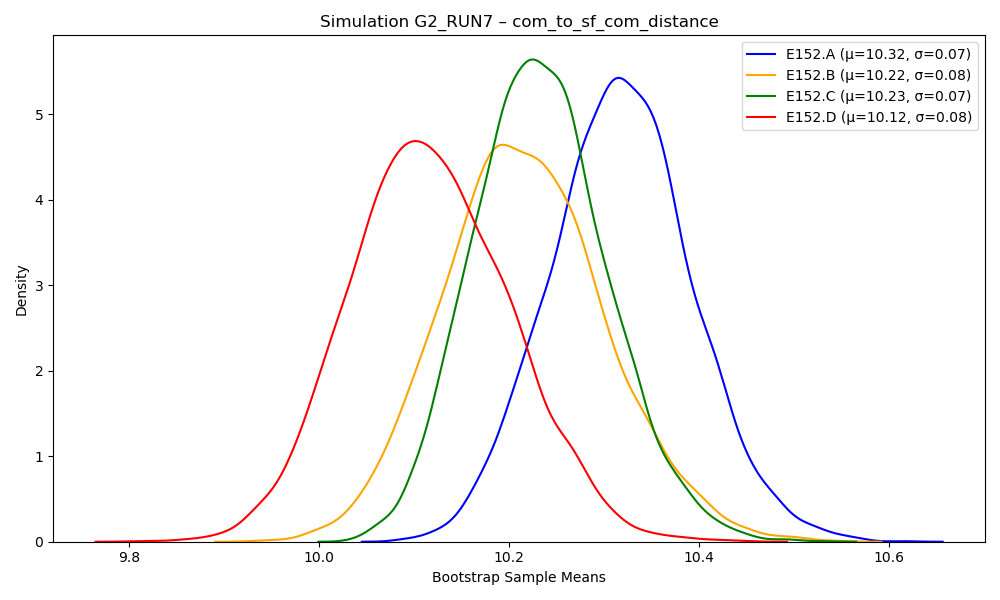 Simulation G2_RUN7 – com_to_sf_com_distance
E152.A (μ=10.32, σ=0.07)
E152.B (μ=10.22, σ=0.08)
E152.C (μ=10.23, σ=0.07)
E152.D (μ=10.12, σ=0.08)
Density
5
4
3
2
1
0
9.8 10.0 10.2 10.4 10.6
Bootstrap Sample Means